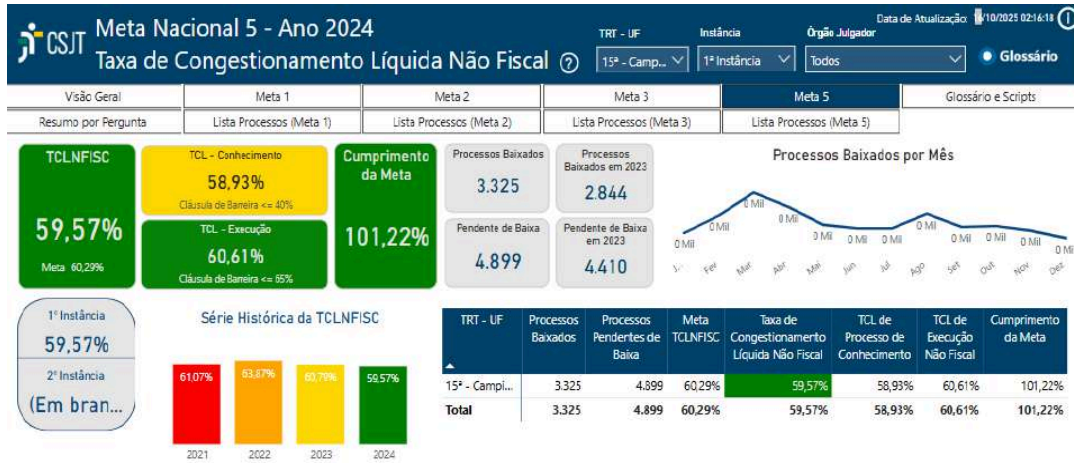 CSJT
Meta Nacional 5 - Ano 2024
Taxa de Congestionamento Líquida Não Fiscal ?
TRT - UF
15ª - Camp...
Instância
1ª Instância
Órgão Julgador
Todos
Data de Atualização: /10/2025 02:16:18
Glossário
Visão Geral
Meta 1
Meta 2
Meta 3
Meta 5
Glossário e Scripts
Resumo por Pergunta
Lista Processos (Meta 1)
Lista Processos (Meta 2)
Lista Processos (Meta 3)
Lista Processos (Meta 5)
TCLNFISC
59,57%
Meta 60,29%
TCL - Conhecimento
58,93%
Cláusula de Barreira <= 40%
TCL - Execução
60,61%
Cláusula de Barreira <= 65%
Cumprimento
da Meta
101,22%
Processos Baixados
3.325
Processos
Baixados em 2023
2.844
Pendente de Baixa
4.899
Pendente de Baixa
em 2023
4.410
Processos Baixados por Mês
0 Mil
0 Mil
0 Mil
0 Mil
0 Mil
0 Mil
0 Mil
0 Mil
0 Mil
0 Mil
0 Mil
0 Mil
J... Fev Mar Abr Mai Jun Jul Ago Set Out Nov Dez
1ª Instância
59,57%
2ª Instância
(Em bran...)
Série Histórica da TCLNFISC
61,07% 63,87% 60,79% 59,57%
2021 2022 2023 2024
TRT - UF
Processos
Baixados
Processos
Pendentes de
Baixa
Meta
TCLNFISC
Taxa de
Congestionamento
Líquida Não Fiscal
TCL de
Processo de
Conhecimento
TCL de
Execução
Não Fiscal
Cumprimento
da Meta
15ª - Campi... 3.325 4.899 60,29% 59,57% 58,93% 60,61% 101,22%
Total 3.325 4.899 60,29% 59,57% 58,93% 60,61% 101,22%